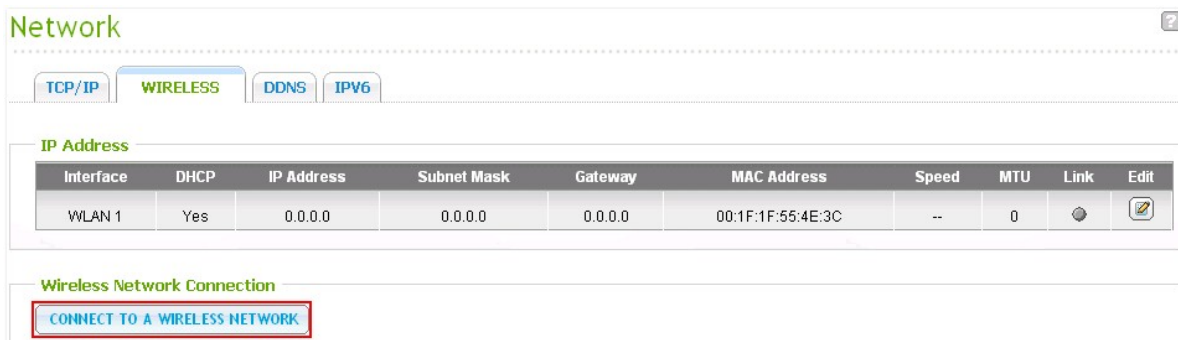 Network
TCP/IP WIRELESS DDNS IPV6
IP Address
Interface DHCP IP Address Subnet Mask Gateway MAC Address Speed MTU Link Edit
WLAN 1 Yes 0.0.0.0 0.0.0.0 0.0.0.0 00:1F:1F:55:4E:3C -- 0
Wireless Network Connection
CONNECT TO A WIRELESS NETWORK